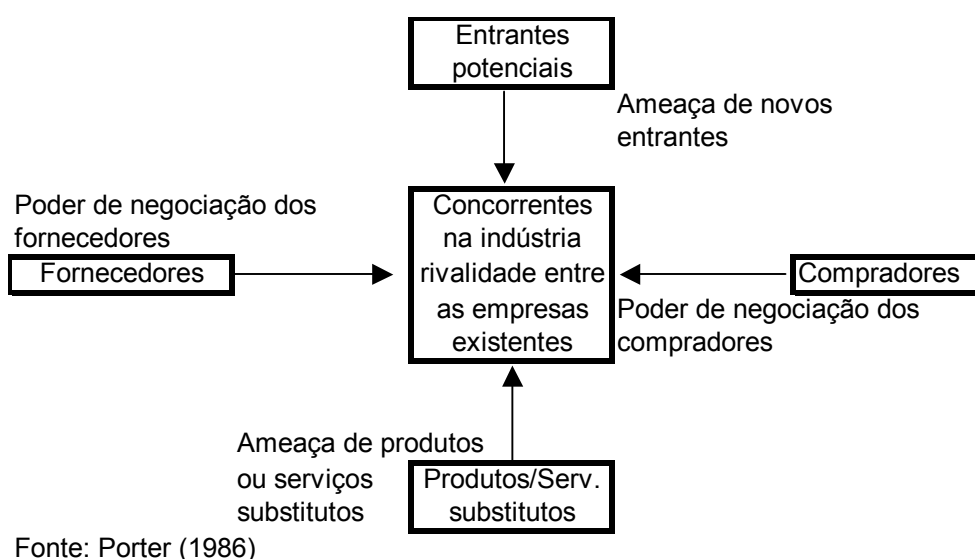 Entrantes
potenciais
Ameaça de novos
entrantes
Poder de negociação dos
fornecedores
Fornecedores
Concorrentes
na indústria
rivalidade entre
as empresas
existentes
Compradores
Poder de negociação dos
compradores
Ameaça de produtos
ou serviços
substitutos
Produtos/Serv.
substitutos
Fonte: Porter (1986)